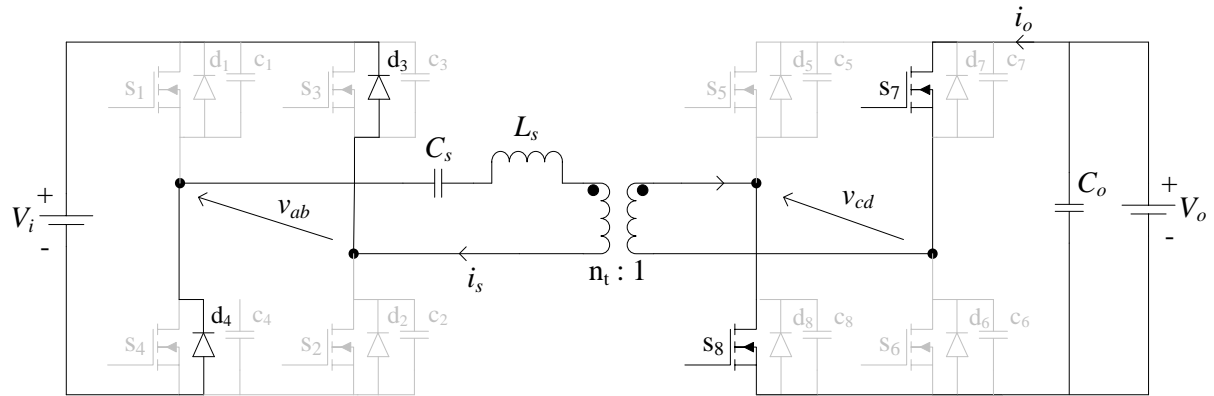 i_o
d_1
c_1
d_3
c_3
d_5
c_5
d_7
c_7
s_1
s_3
s_5
s_7
C_s
L_s
+
V_i
-
v_ab
v_cd
C_o
+
V_o
-
i_s
n_t : 1
d_4
c_4
d_2
c_2
d_8
c_8
d_6
c_6
s_4
s_2
s_8
s_6